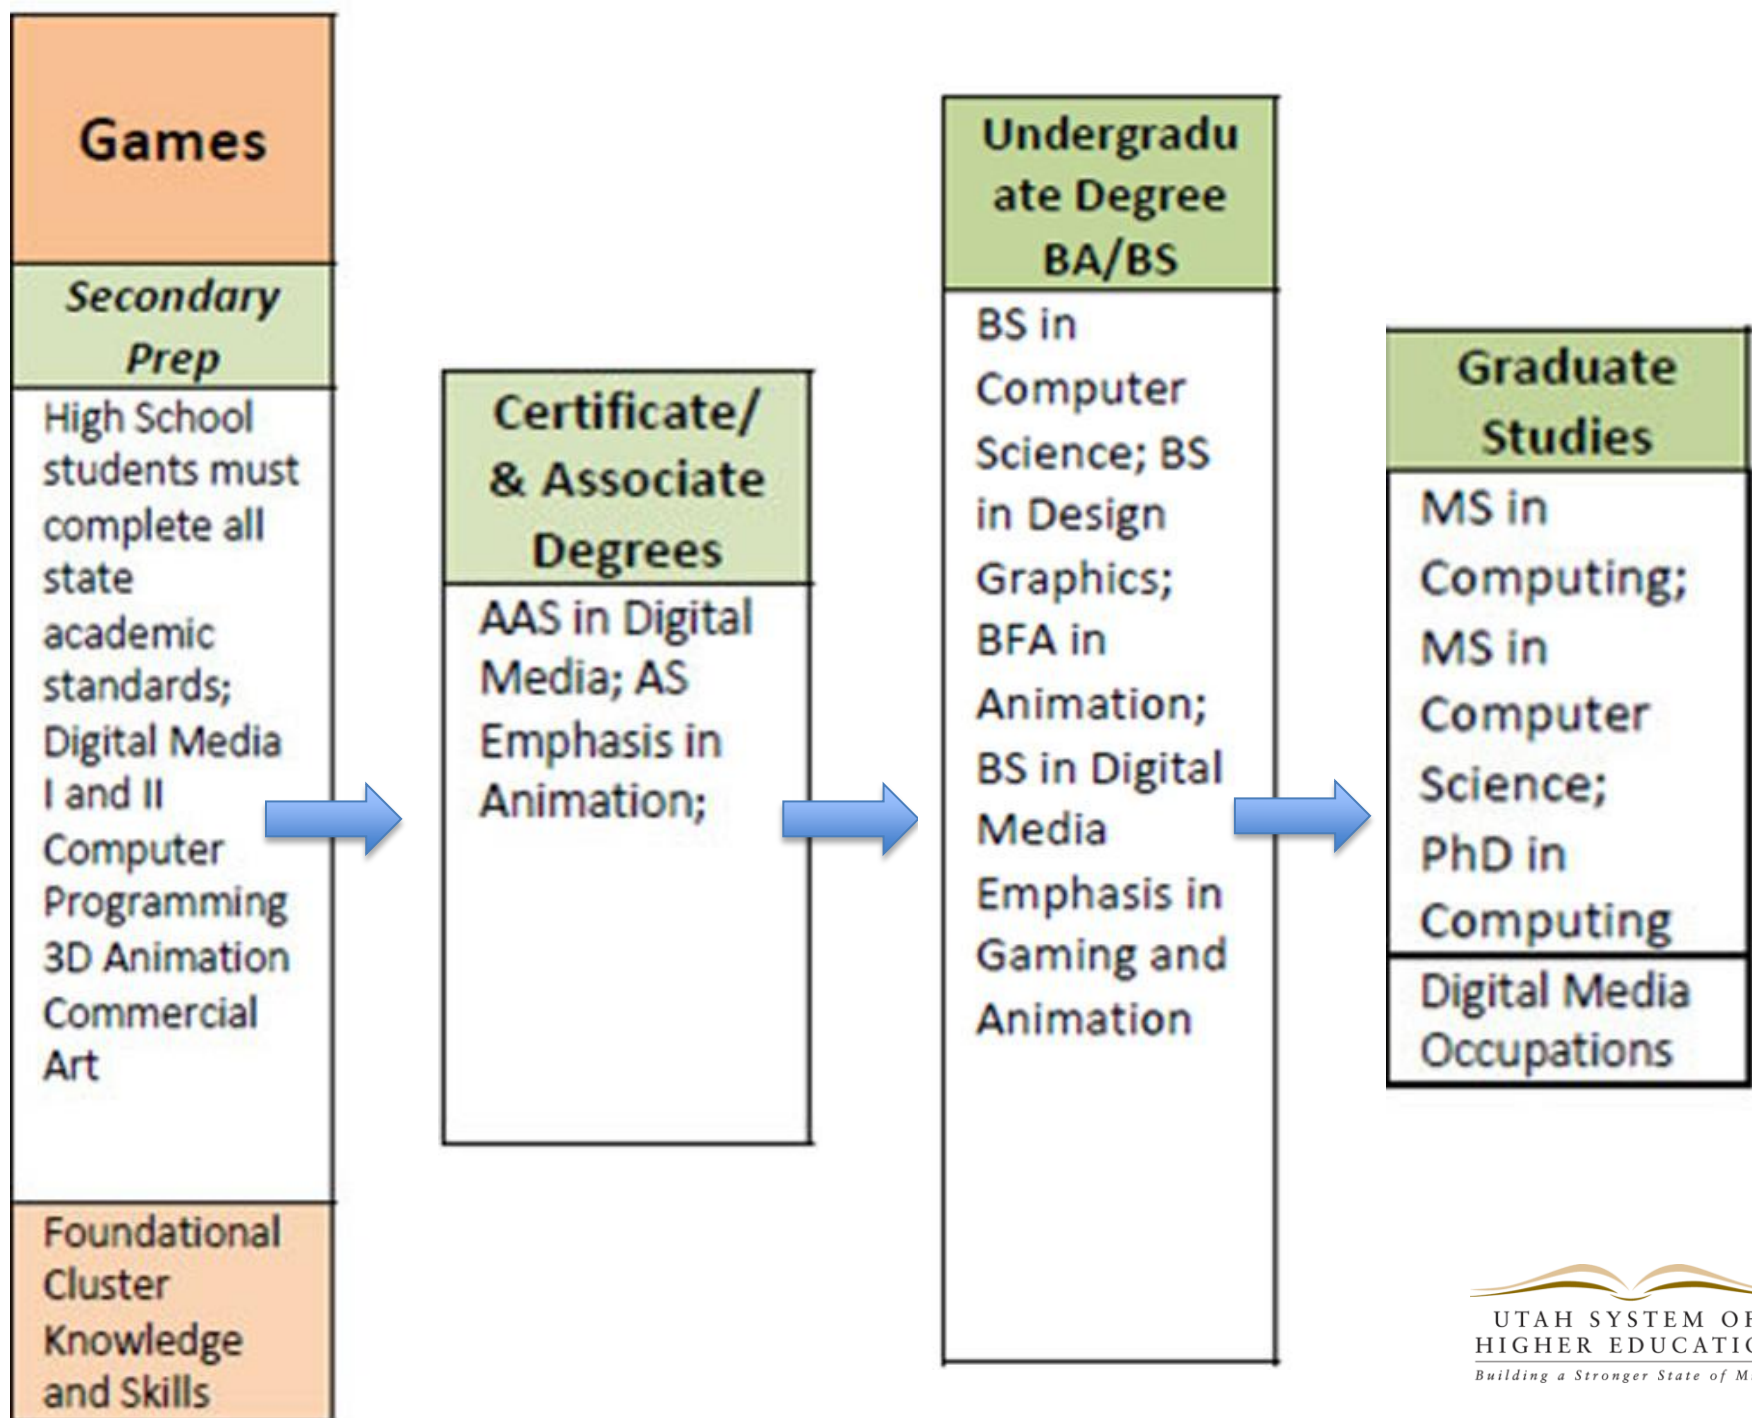 Games
Secondary
Prep
High School
students must
complete all
state
academic
standards;
Digital Media
I and II
Computer
Programming
3D Animation
Commercial
Art
Foundational
Cluster
Knowledge
and Skills
Certificate/
& Associate
Degrees
AAS in Digital
Media; AS
Emphasis in
Animation;
Undergradu
ate Degree
BA/BS
BS in
Computer
Science; BS
in Design
Graphics;
BFA in
Animation;
BS in Digital
Media
Emphasis in
Gaming and
Animation
Graduate
Studies
MS in
Computing;
MS in
Computer
Science;
PhD in
Computing
Digital Media
Occupations
UTAH SYSTEM OF
HIGHER EDUCATIO
Building a Stronger State of M